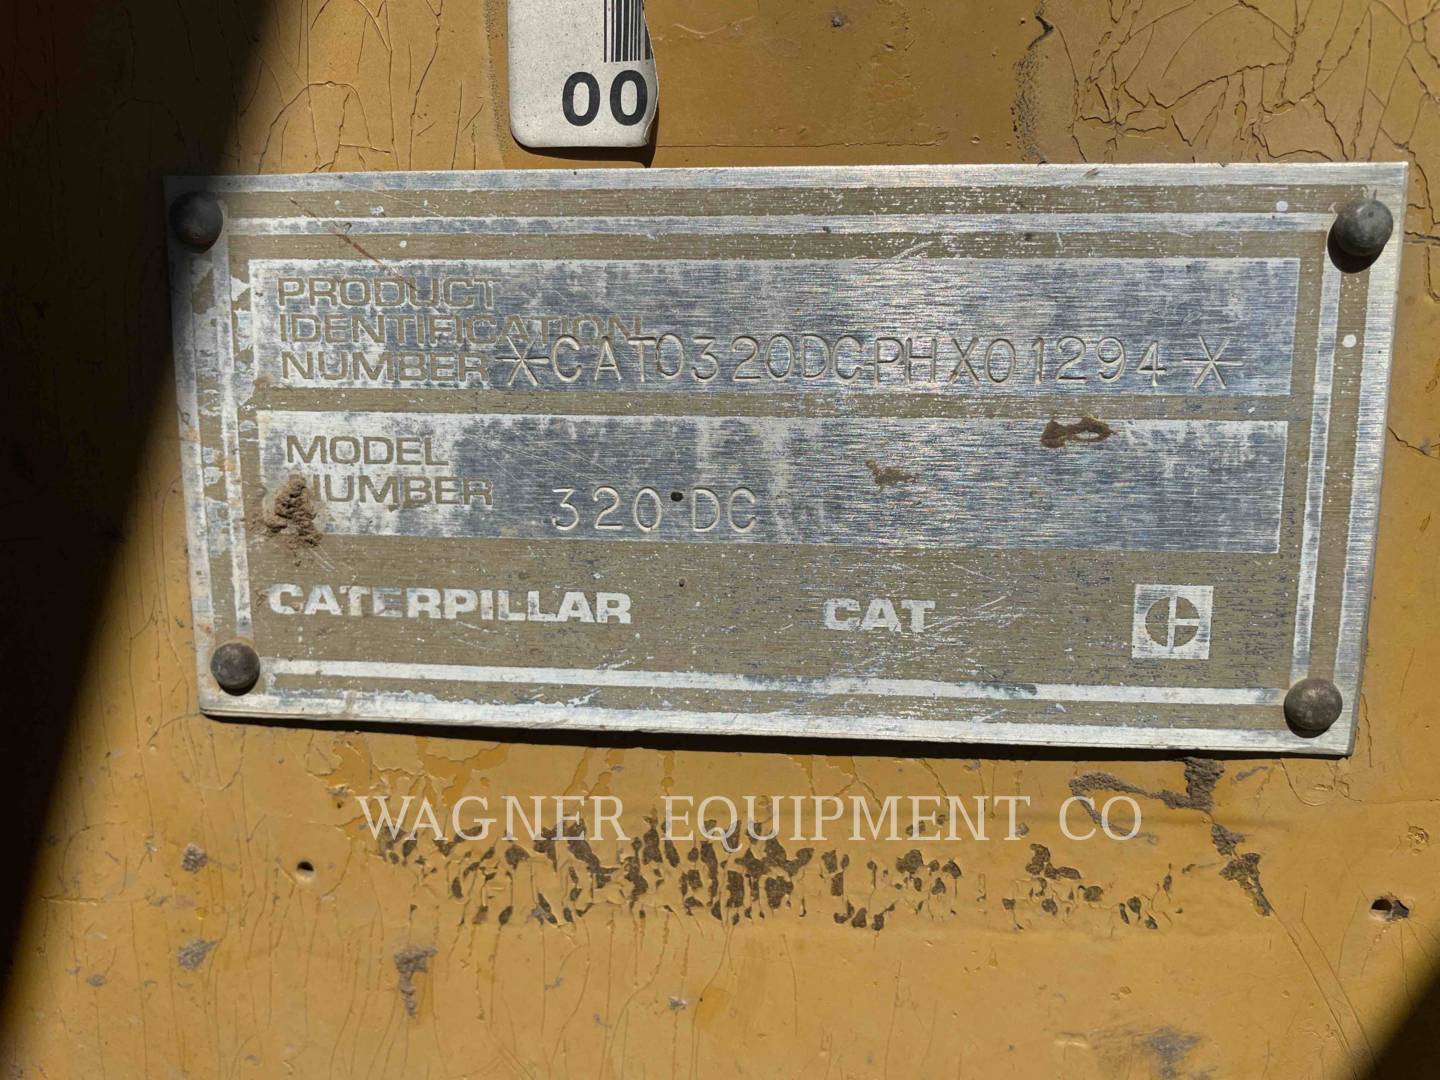 00
PRODUCT
IDENTIFICATION
NUMBER *CAT0320DCPHX01294*
MODEL
NUMBER 320 DC
CATERPILLAR CAT
WAGNER EQUIPMENT CO